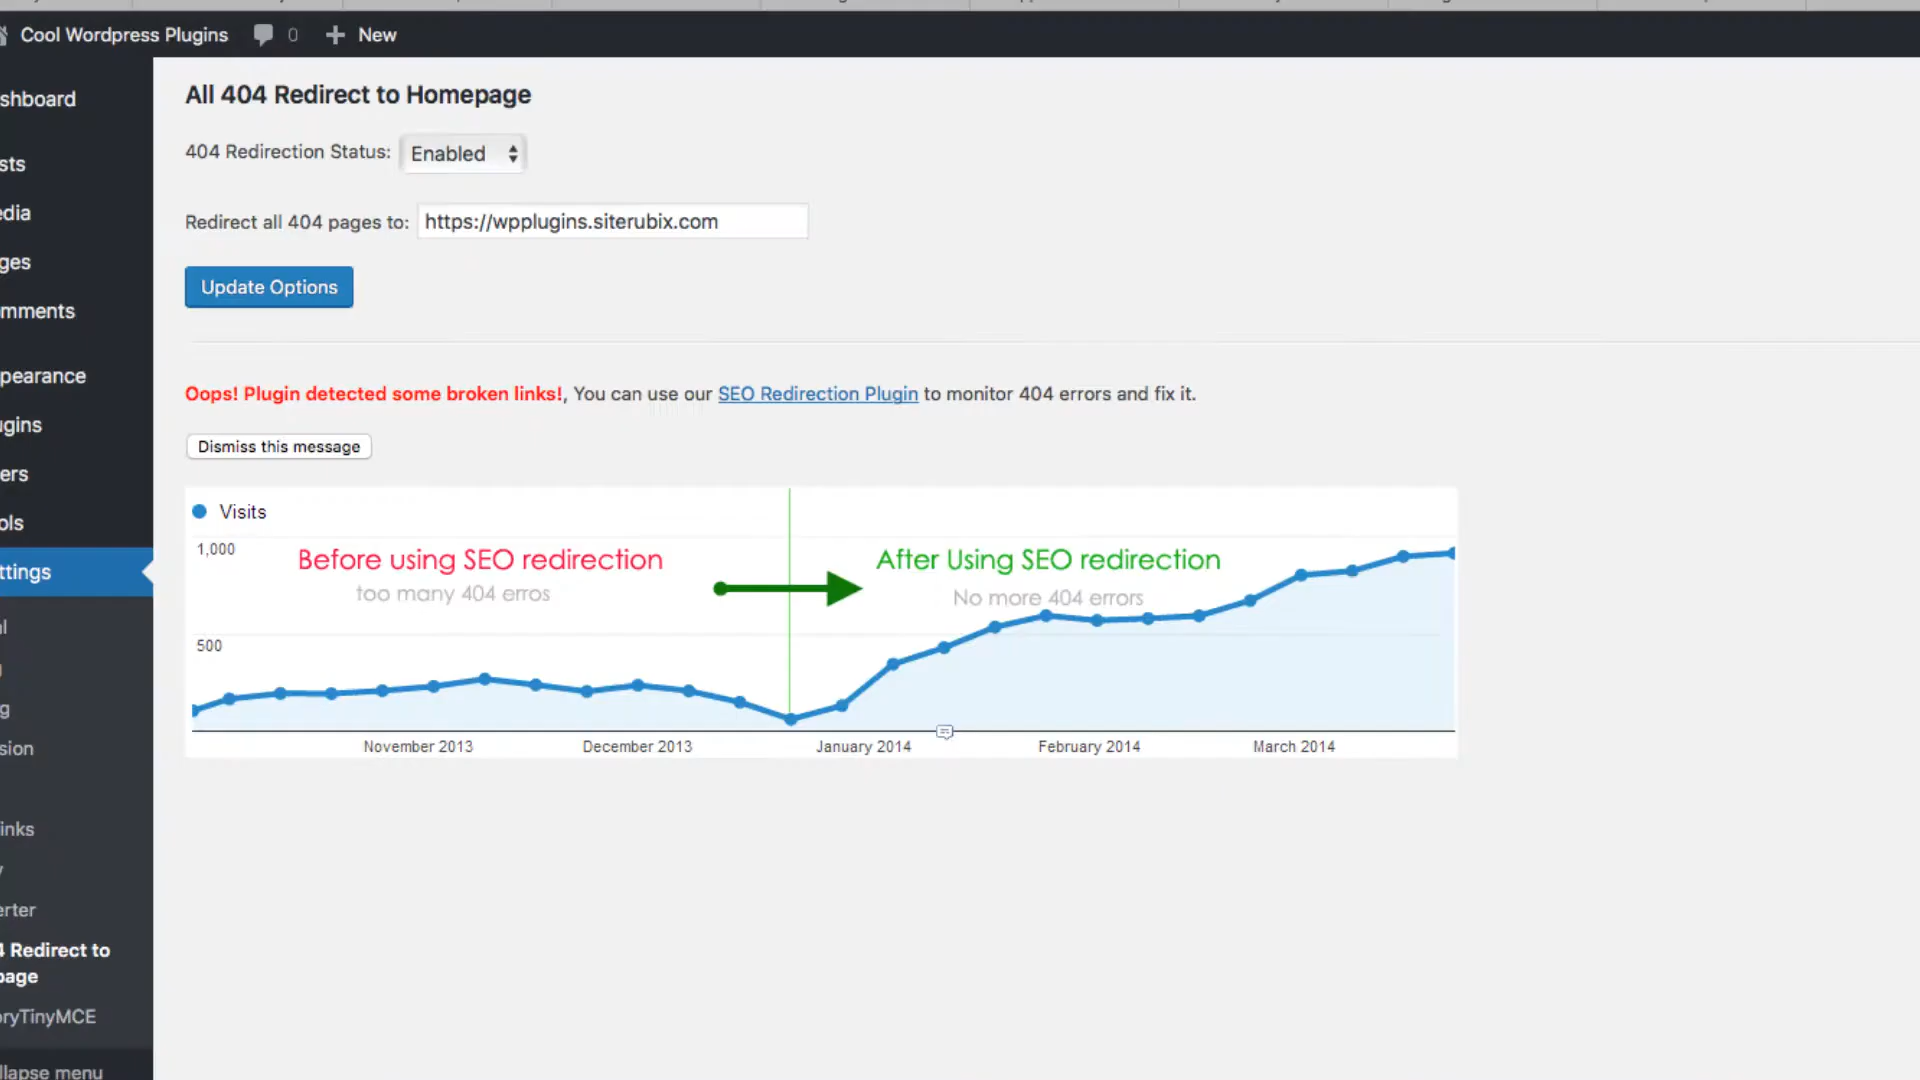 Cool Wordpress Plugins 0 New
shboard
sts
edia
ges
mments
pearance
ugins
ers
ols
ttings
l
g
sion
inks
y
erter
4 Redirect to
page
oryTinyMCE
llapse menu
All 404 Redirect to Homepage
404 Redirection Status: Enabled
Redirect all 404 pages to: https://wpplugins.siterubix.com
Update Options
Oops! Plugin detected some broken links!, You can use our SEO Redirection Plugin to monitor 404 errors and fix it.
Dismiss this message
Visits
1,000
Before using SEO redirection
too many 404 erros
After Using SEO redirection
No more 404 errors
500
November 2013 December 2013 January 2014 February 2014 March 2014